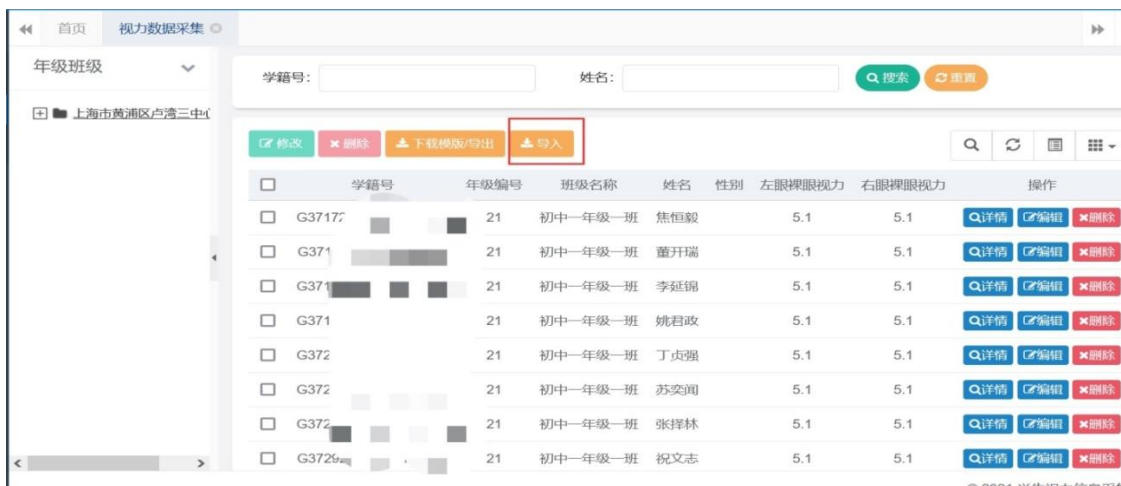 首页 视力数据采集
年级班级
学籍号： 姓名： 搜索 重置
上海市黄浦区卢湾三中心
修改 删除 下载模版/导出 导入
学籍号 年级编号 班级名称 姓名 性别 左眼裸眼视力 右眼裸眼视力 操作
G3717 21 初中一年级一班 焦恒毅 5.1 5.1 详情 编辑 删除
G371 21 初中一年级一班 董开瑞 5.1 5.1 详情 编辑 删除
G371 21 初中一年级一班 李延锦 5.1 5.1 详情 编辑 删除
G371 21 初中一年级一班 姚君政 5.1 5.1 详情 编辑 删除
G372 21 初中一年级一班 丁贞强 5.1 5.1 详情 编辑 删除
G372 21 初中一年级一班 苏奕闻 5.1 5.1 详情 编辑 删除
G372 21 初中一年级一班 张择林 5.1 5.1 详情 编辑 删除
G3729 21 初中一年级一班 祝文志 5.1 5.1 详情 编辑 删除